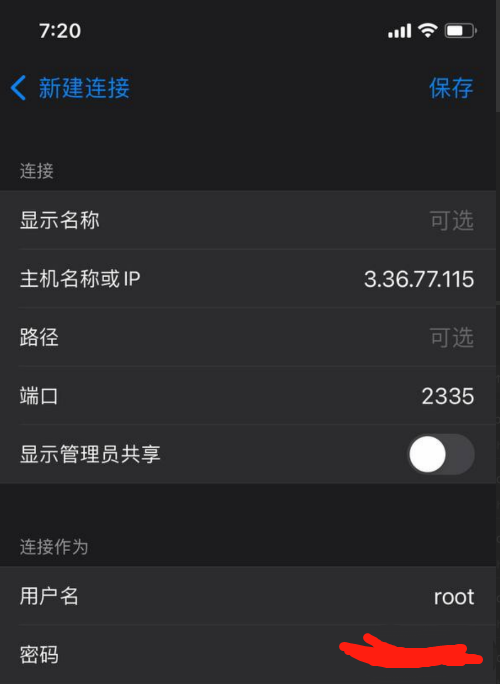 7:20
新建连接 保存
连接
显示名称 可选
主机名称或IP 3.36.77.115
路径 可选
端口 2335
显示管理员共享
连接作为
用户名 root
密码